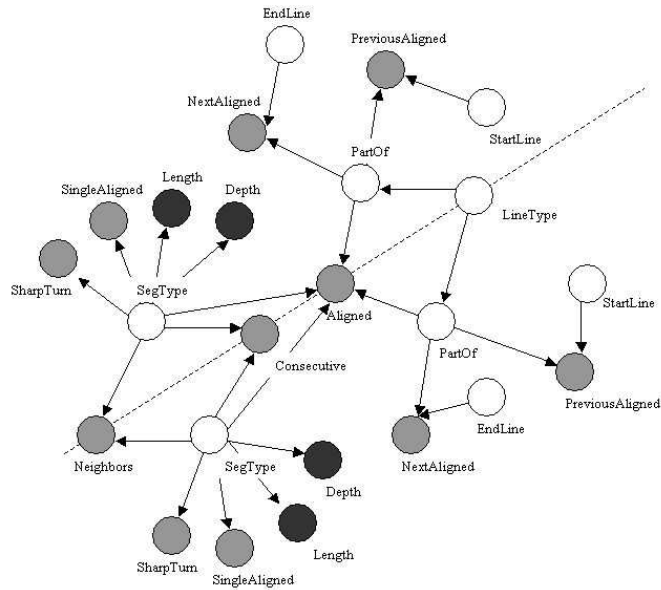 EndLine
PreviousAligned
NextAligned
StartLine
PartOf
Length
SingleAligned
Depth
LineType
SharpTurn
SegType
StartLine
Aligned
PartOf
Consecutive
PreviousAligned
EndLine
Neighbors
SegType
NextAligned
Depth
Length
SharpTurn
SingleAligned